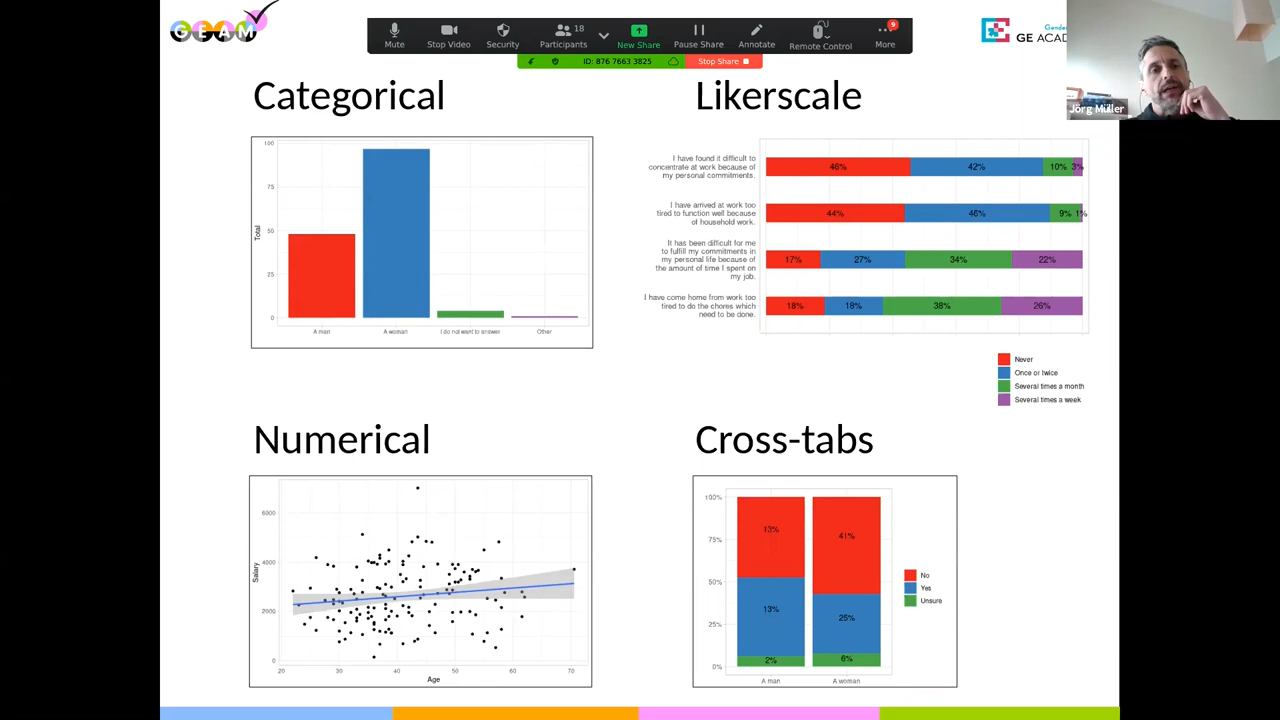 GEAM
Mute
Stop Video
Security
Participants
18
New Share
Pause Share
Annotate
Remote Control
9
More
ID: 876 7663 3825
Stop Share
GE ACAD
Jörg Müller
Categorical
100
75
50
25
0
Total
A man
A woman
I do not want to answer
Other
Likerscale
I have found it difficult to
concentrate at work because of
my personal commitments.
46%
42%
10%
3%
I have arrived at work too
tired to function well because
of household work.
44%
46%
9%
1%
It has been difficult for me
to fulfill my commitments in
my personal life because of
the amount of time I spent on
my job.
17%
27%
34%
22%
I have come home from work too
tired to do the chores which
need to be done.
18%
18%
38%
26%
Never
Once or twice
Several times a month
Several times a week
Numerical
6000
4000
2000
0
Salary
20
30
40
50
60
70
Age
Cross-tabs
100%
75%
50%
25%
0%
13%
41%
13%
25%
2%
6%
A man
A woman
No
Yes
Unsure